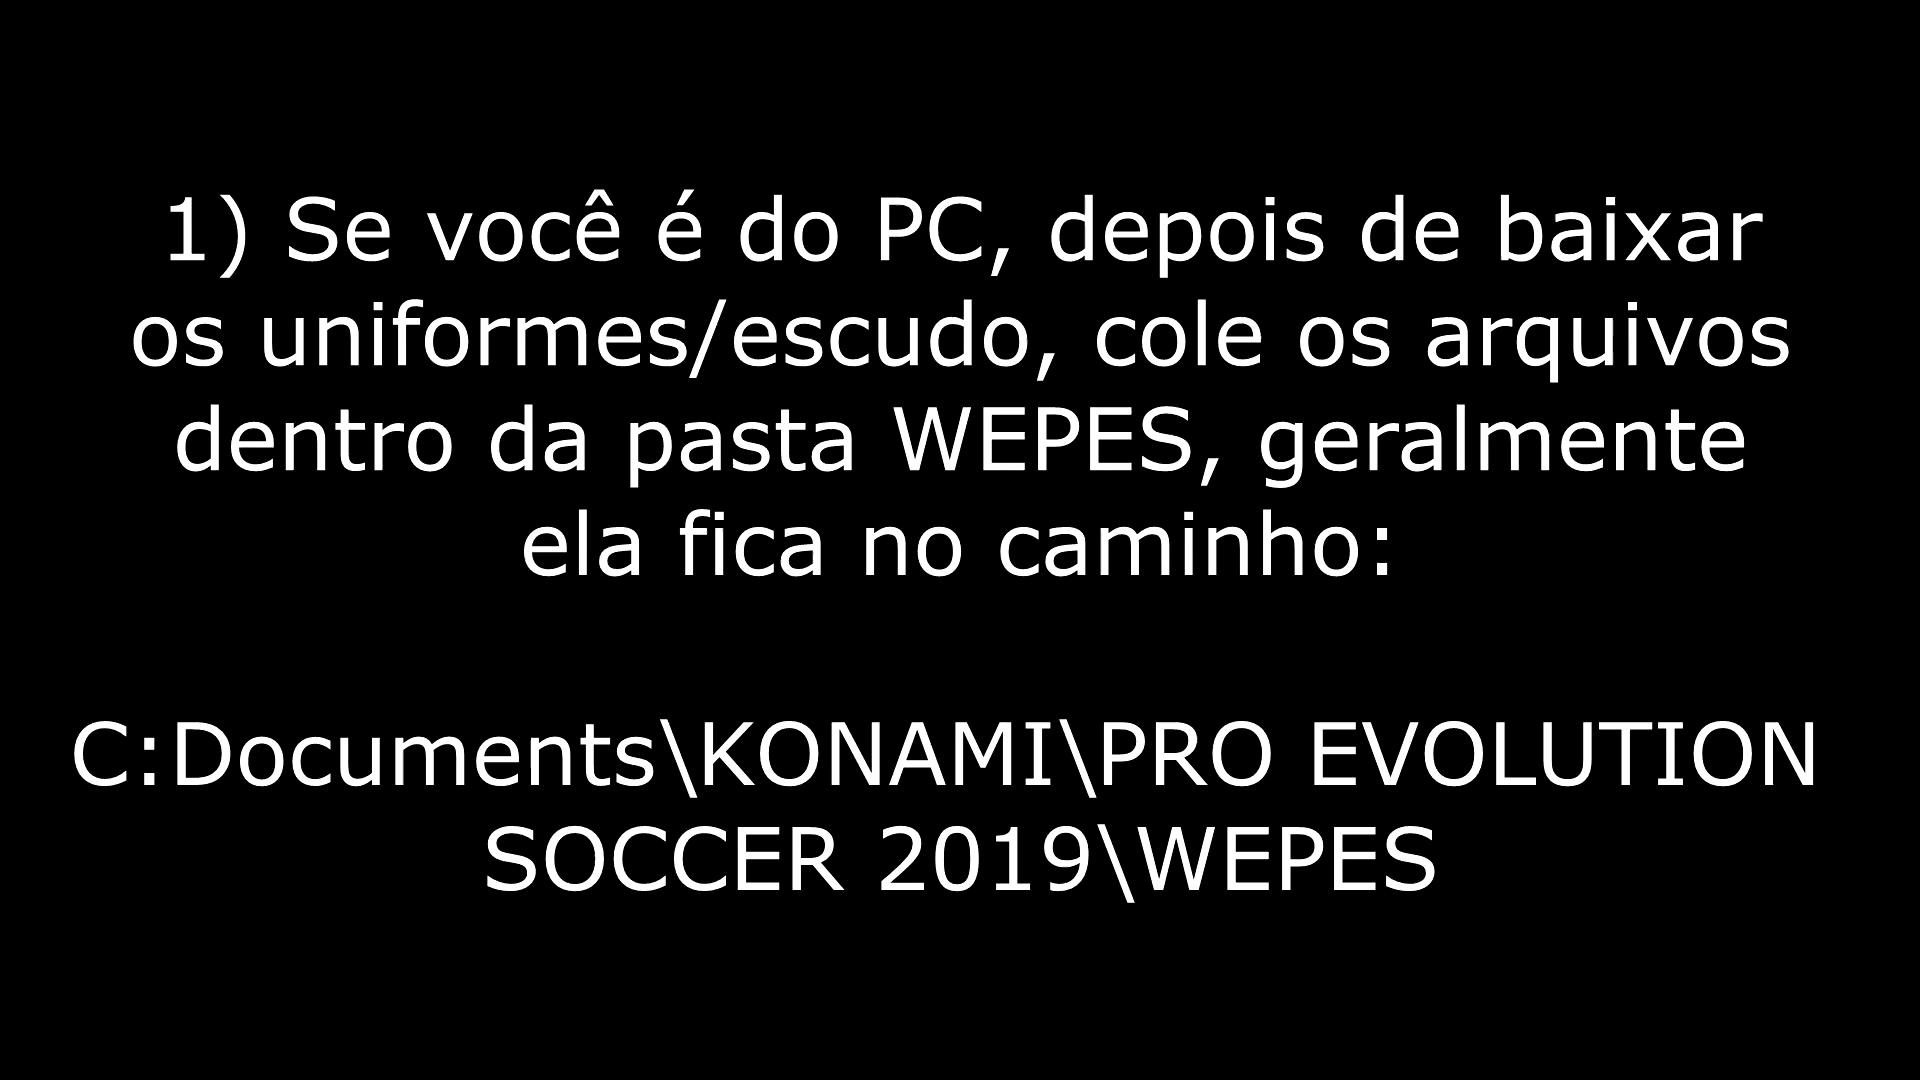 1) Se você é do PC, depois de baixar
os uniformes/escudo, cole os arquivos
dentro da pasta WEPES, geralmente
ela fica no caminho:
C:Documents\KONAMI\PRO EVOLUTION
SOCCER 2019\WEPES